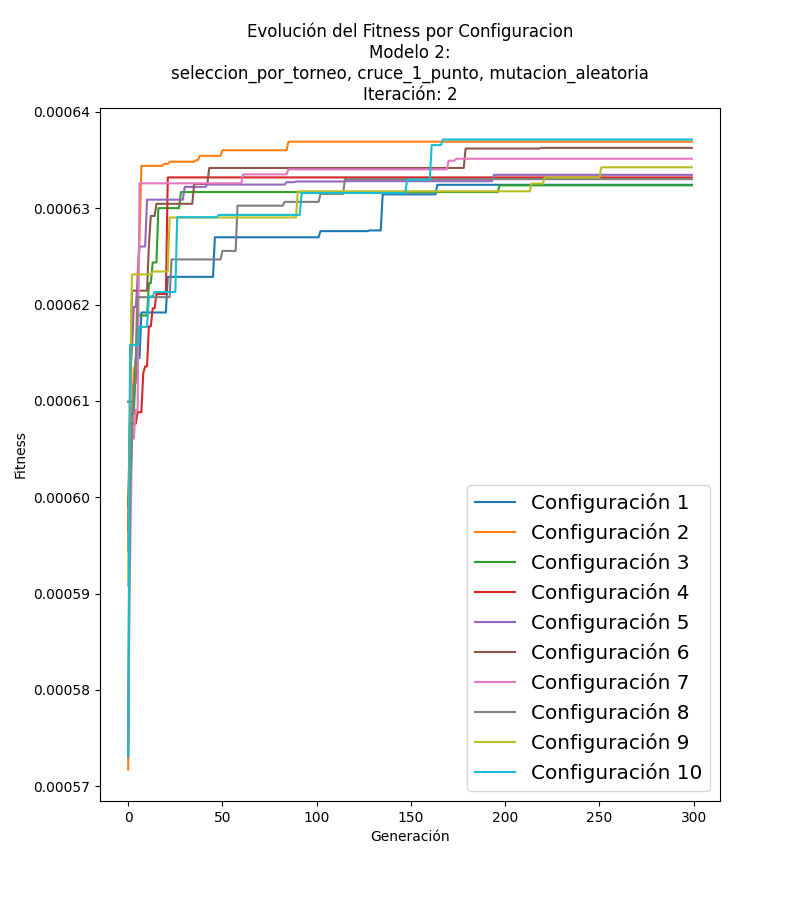 Evolución del Fitness por Configuracion
Modelo 2:
seleccion_por_torneo, cruce_1_punto, mutacion_aleatoria
Iteración: 2
0.00064
0.00063
0.00062
0.00061
0.00060
0.00059
0.00058
0.00057
Fitness
0
50
100
150
200
250
300
Generación
Configuración 1
Configuración 2
Configuración 3
Configuración 4
Configuración 5
Configuración 6
Configuración 7
Configuración 8
Configuración 9
Configuración 10